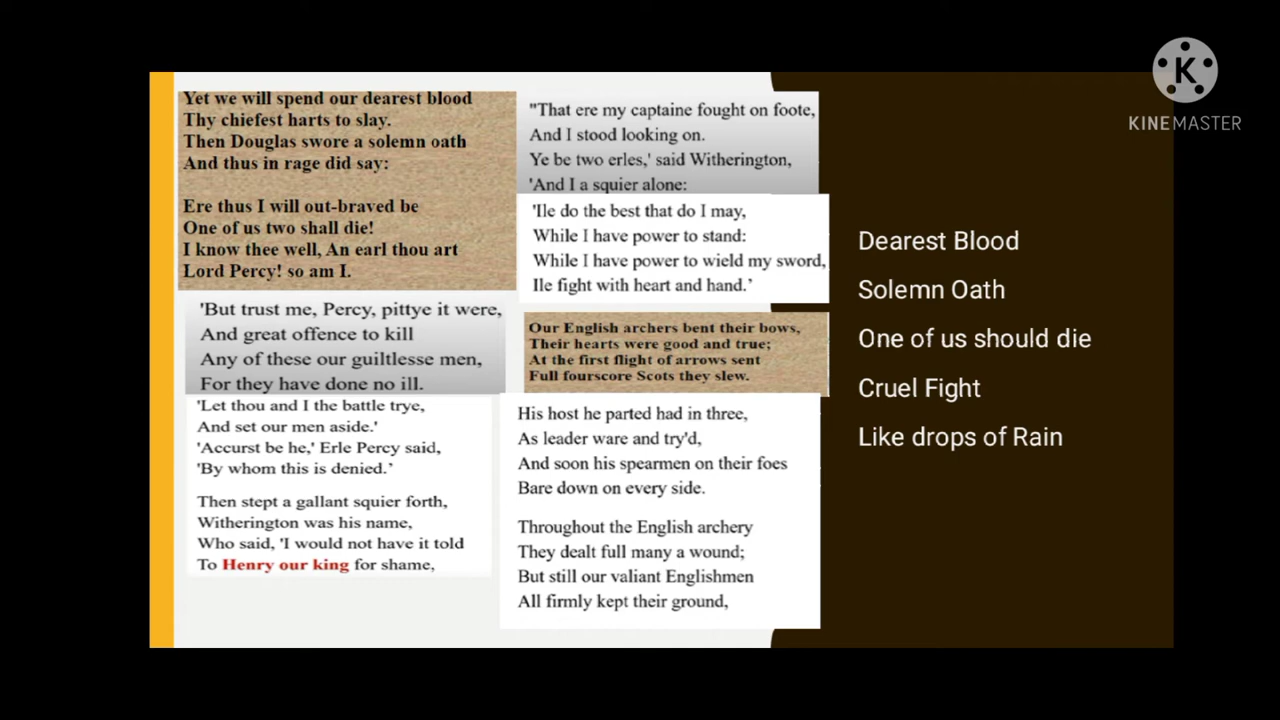 Yet we will spend our dearest blood
Thy chiefest harts to slay.
Then Douglas swore a solemn oath
And thus in rage did say:
Ere thus I will out-braved be
One of us two shall die!
I know thee well, An earl thou art
Lord Percy! so am I.
'But trust me, Percy, pittye it were,
And great offence to kill
Any of these our guiltlesse men,
For they have done no ill.
'Let thou and I the battle trye,
And set our men aside.'
'Accurst be he,' Erle Percy said,
'By whom this is denied.'
Then stept a gallant squier forth,
Witherington was his name,
Who said, 'I would not have it told
To Henry our king for shame,
"That ere my captaine fought on foote,
And I stood looking on.
Ye be two erles,' said Witherington,
'And I a squier alone:
'Ile do the best that do I may,
While I have power to stand:
While I have power to wield my sword,
Ile fight with heart and hand.'
Our English archers bent their bows,
Their hearts were good and true;
At the first flight of arrows sent
Full fourscore Scots they slew.
His host he parted had in three,
As leader ware and try'd,
And soon his spearmen on their foes
Bare down on every side.
Throughout the English archery
They dealt full many a wound;
But still our valiant Englishmen
All firmly kept their ground,
Dearest Blood
Solemn Oath
One of us should die
Cruel Fight
Like drops of Rain
K
KINEMASTER